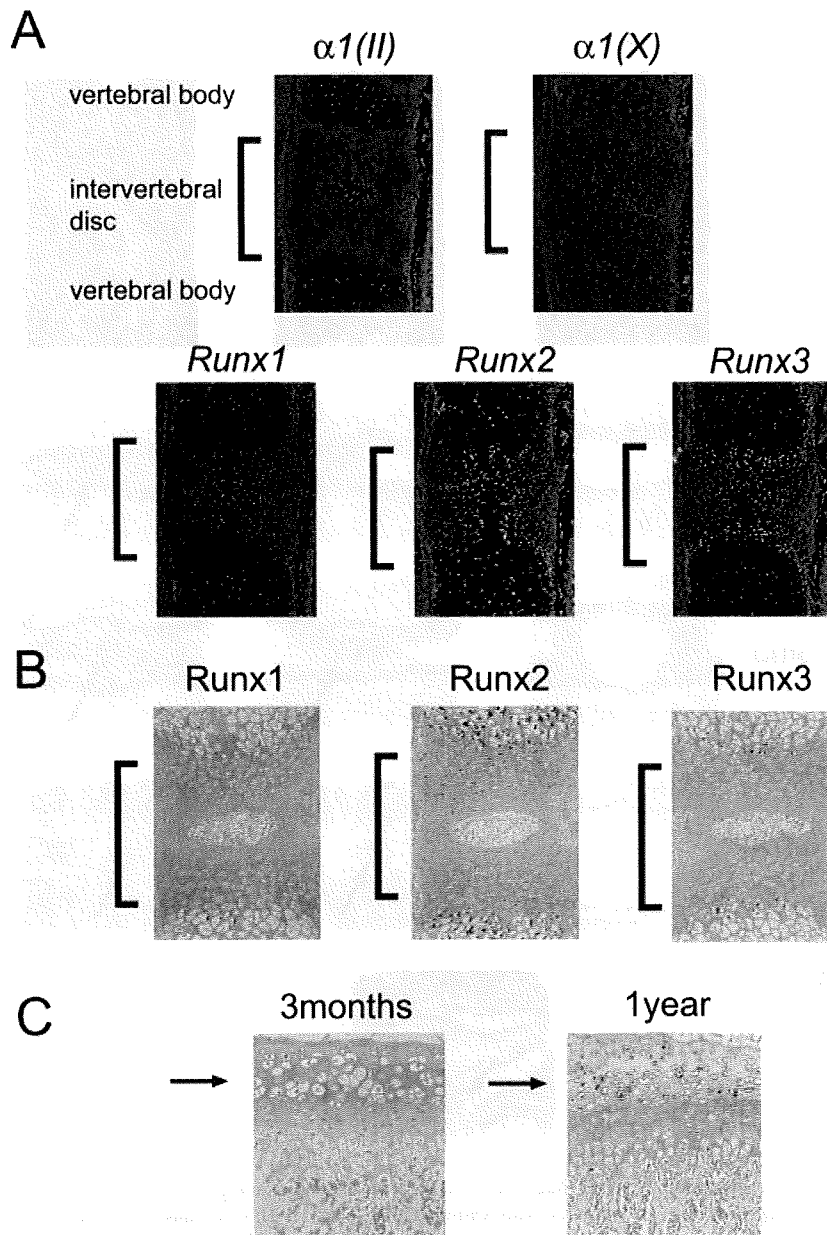 A
α1(II) α1(X)
vertebral body
intervertebral
disc
vertebral body
Runx1 Runx2 Runx3
B
Runx1 Runx2 Runx3
C
3months 1year